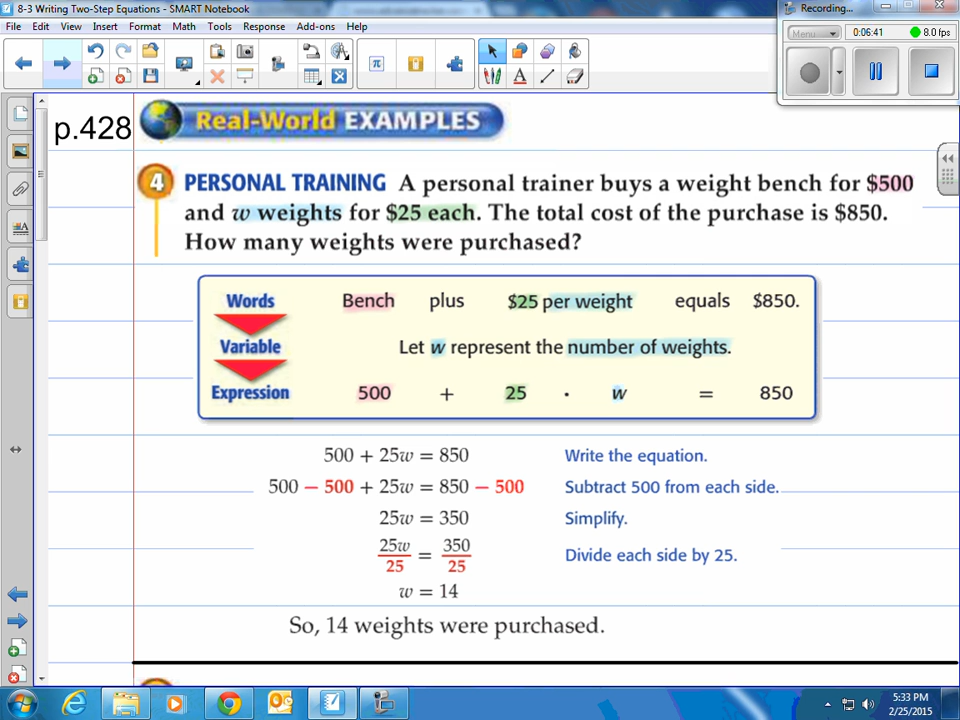 8-3 Writing Two-Step Equations - SMART Notebook
Recording...
File Edit View Insert Format Math Tools Response Add-ons Help
Menu
0:06:41
8.0 fps
p.428
Real-World EXAMPLES
4 PERSONAL TRAINING A personal trainer buys a weight bench for $500
and w weights for $25 each. The total cost of the purchase is $850.
How many weights were purchased?
Words Bench plus $25 per weight equals $850.
Variable Let w represent the number of weights.
Expression 500 + 25 · w = 850
500 + 25w = 850 Write the equation.
500 − 500 + 25w = 850 − 500 Subtract 500 from each side.
25w = 350 Simplify.
25w/25 = 350/25 Divide each side by 25.
w = 14
So, 14 weights were purchased.
5:33 PM
2/25/2015